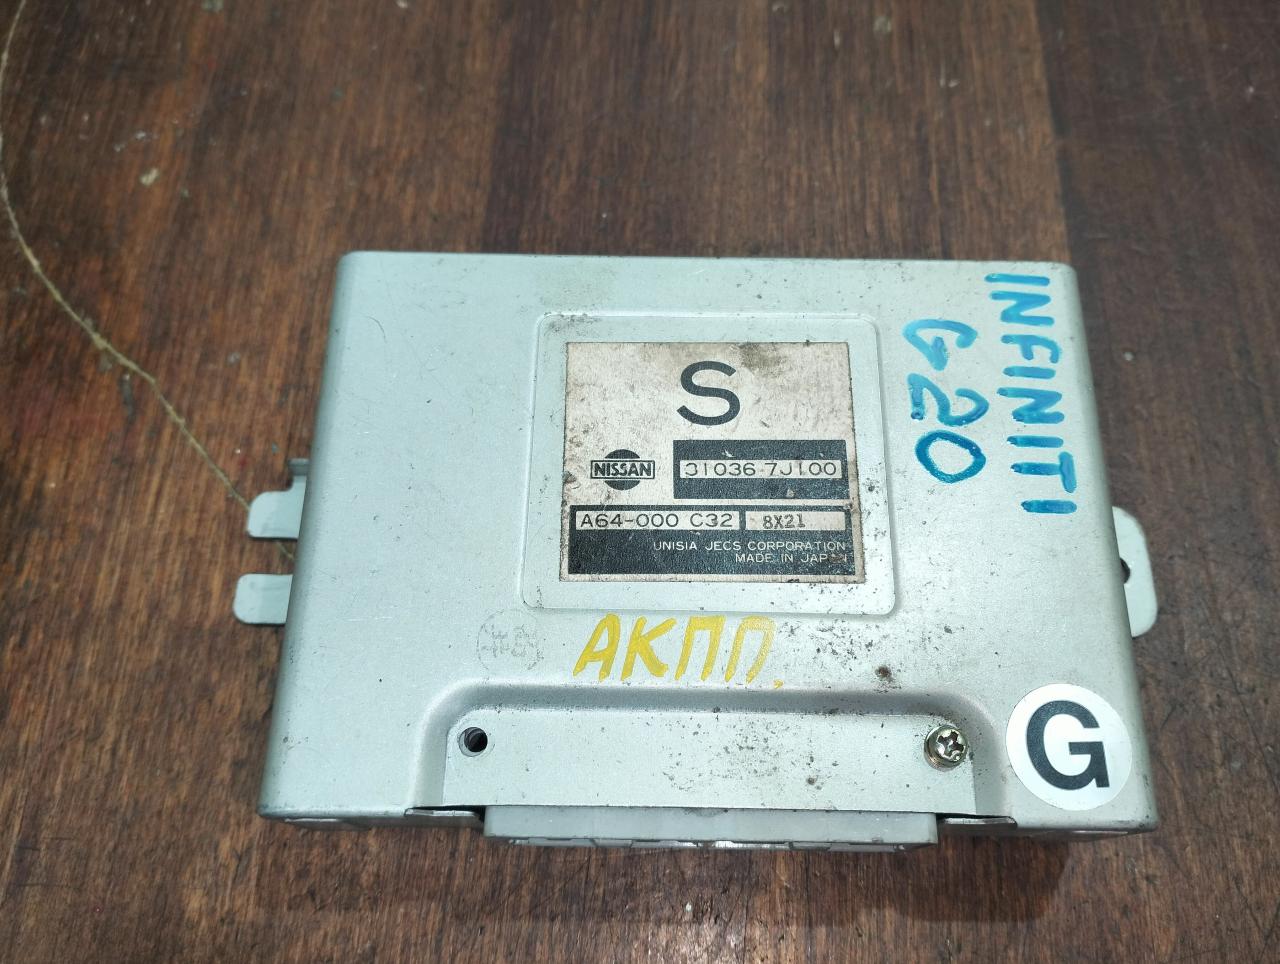 S
NISSAN
31036 7J100
A64-000 C32 8X21
UNISIA JECS CORPORATION
MADE IN JAPAN
INFINITI
G20
АКПП.
G